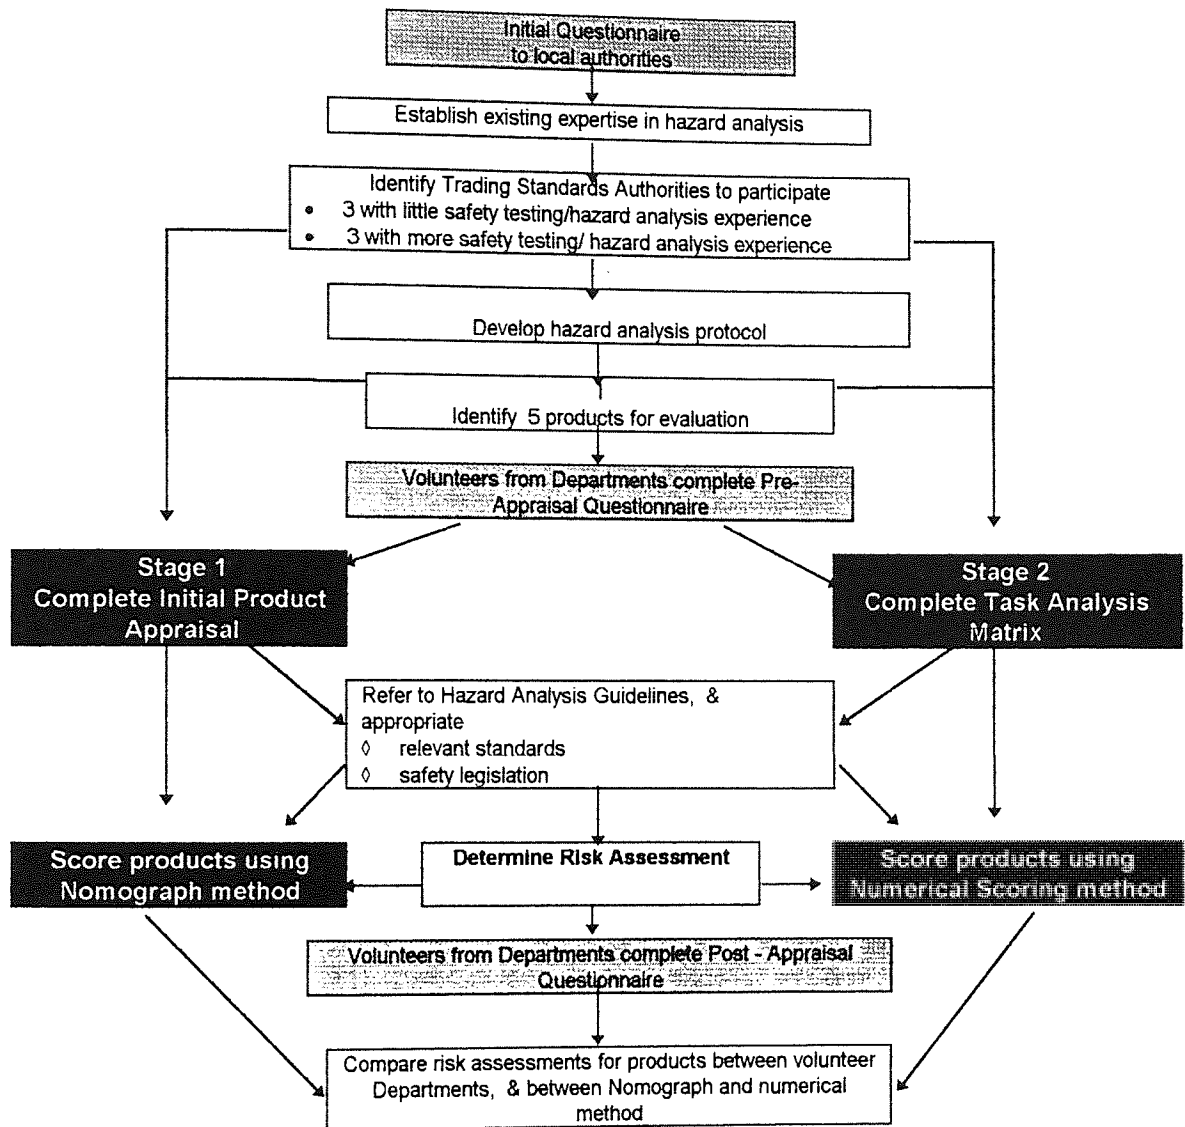 Initial Questionnaire
to local authorities
Establish existing expertise in hazard analysis
Identify Trading Standards Authorities to participate
• 3 with little safety testing/hazard analysis experience
• 3 with more safety testing/ hazard analysis experience
Develop hazard analysis protocol
Identify 5 products for evaluation
Volunteers from Departments complete Pre-
Appraisal Questionnaire
Stage 1
Complete Initial Product
Appraisal
Stage 2
Complete Task Analysis
Matrix
Refer to Hazard Analysis Guidelines, &
appropriate
◊ relevant standards
◊ safety legislation
Score products using
Nomograph method
Determine Risk Assessment
Score products using
Numerical Scoring method
Volunteers from Departments complete Post - Appraisal
Questionnaire
Compare risk assessments for products between volunteer
Departments, & between Nomograph and numerical
method